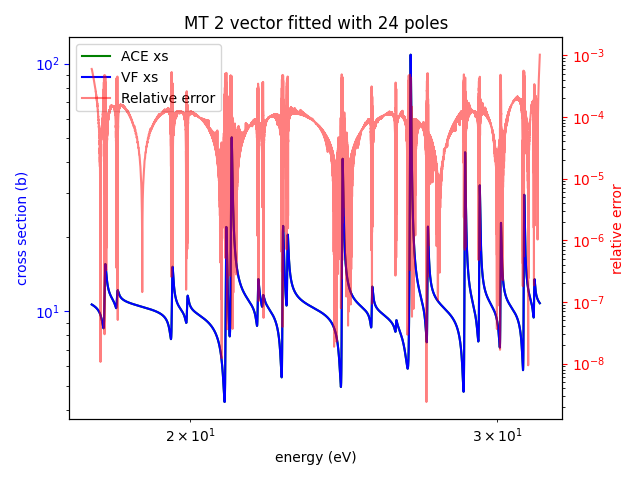 MT 2 vector fitted with 24 poles
ACE xs
VF xs
Relative error
cross section (b)
10²
10¹
relative error
10⁻³
10⁻⁴
10⁻⁵
10⁻⁶
10⁻⁷
10⁻⁸
2 × 10¹
3 × 10¹
energy (eV)